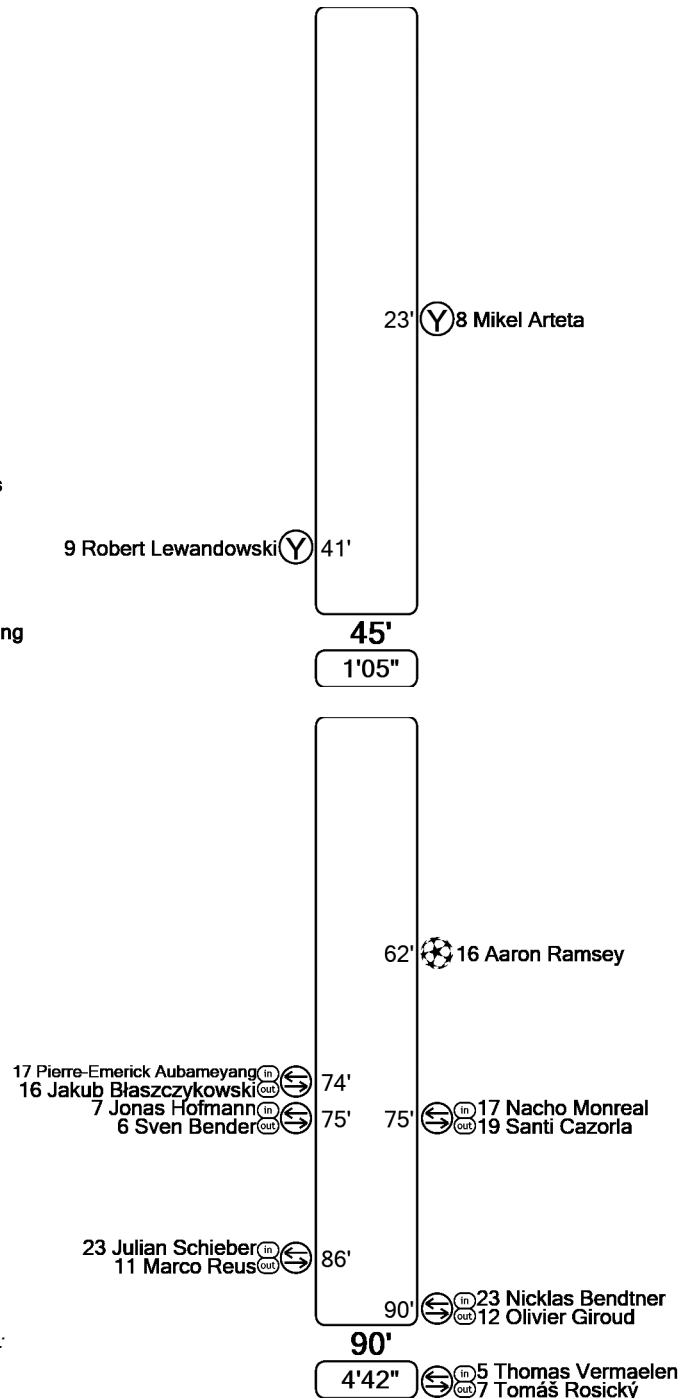 23' Y 8 Mikel Arteta
s
9 Robert Lewandowski Y 41'
ng
45'
1'05"
62' 16 Aaron Ramsey
17 Pierre-Emerick Aubameyang in
16 Jakub Błaszczykowski out 74'
7 Jonas Hofmann in
6 Sven Bender out 75'
75' in 17 Nacho Monreal
out 19 Santi Cazorla
23 Julian Schieber in
11 Marco Reus out 86'
90' in 23 Nicklas Bendtner
out 12 Olivier Giroud
90'
4'42" in 5 Thomas Vermaelen
out 7 Tomáš Rosický